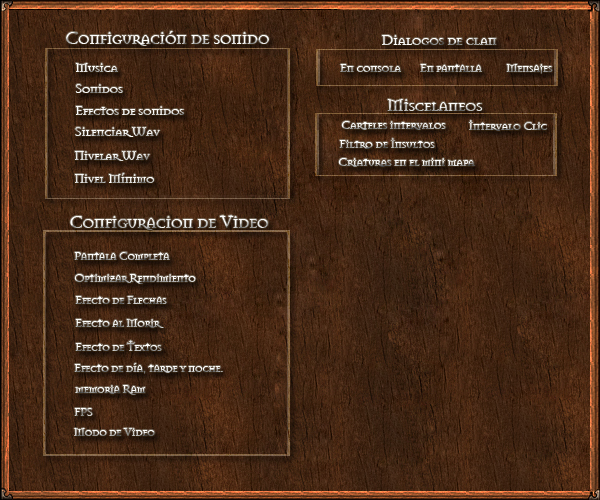 Configuración de sonido
Musica
Sonidos
Efectos de sonidos
Silenciar Wav
Nivelar Wav
Nivel Mínimo
Configuracion de Video
Pantala Completa
Optimizar Rendimiento
Efecto de Flechas
Efecto al Morir
Efecto de Textos
Efecto de día, tarde y noche.
memoria Ram
FPS
Modo de Video
Dialogos de clan
En consola En pantalla Mensajes
Miscelaneos
Carteles intervalos Intervalo Clic
Filtro de Insultos
Criaturas en el mini mapa